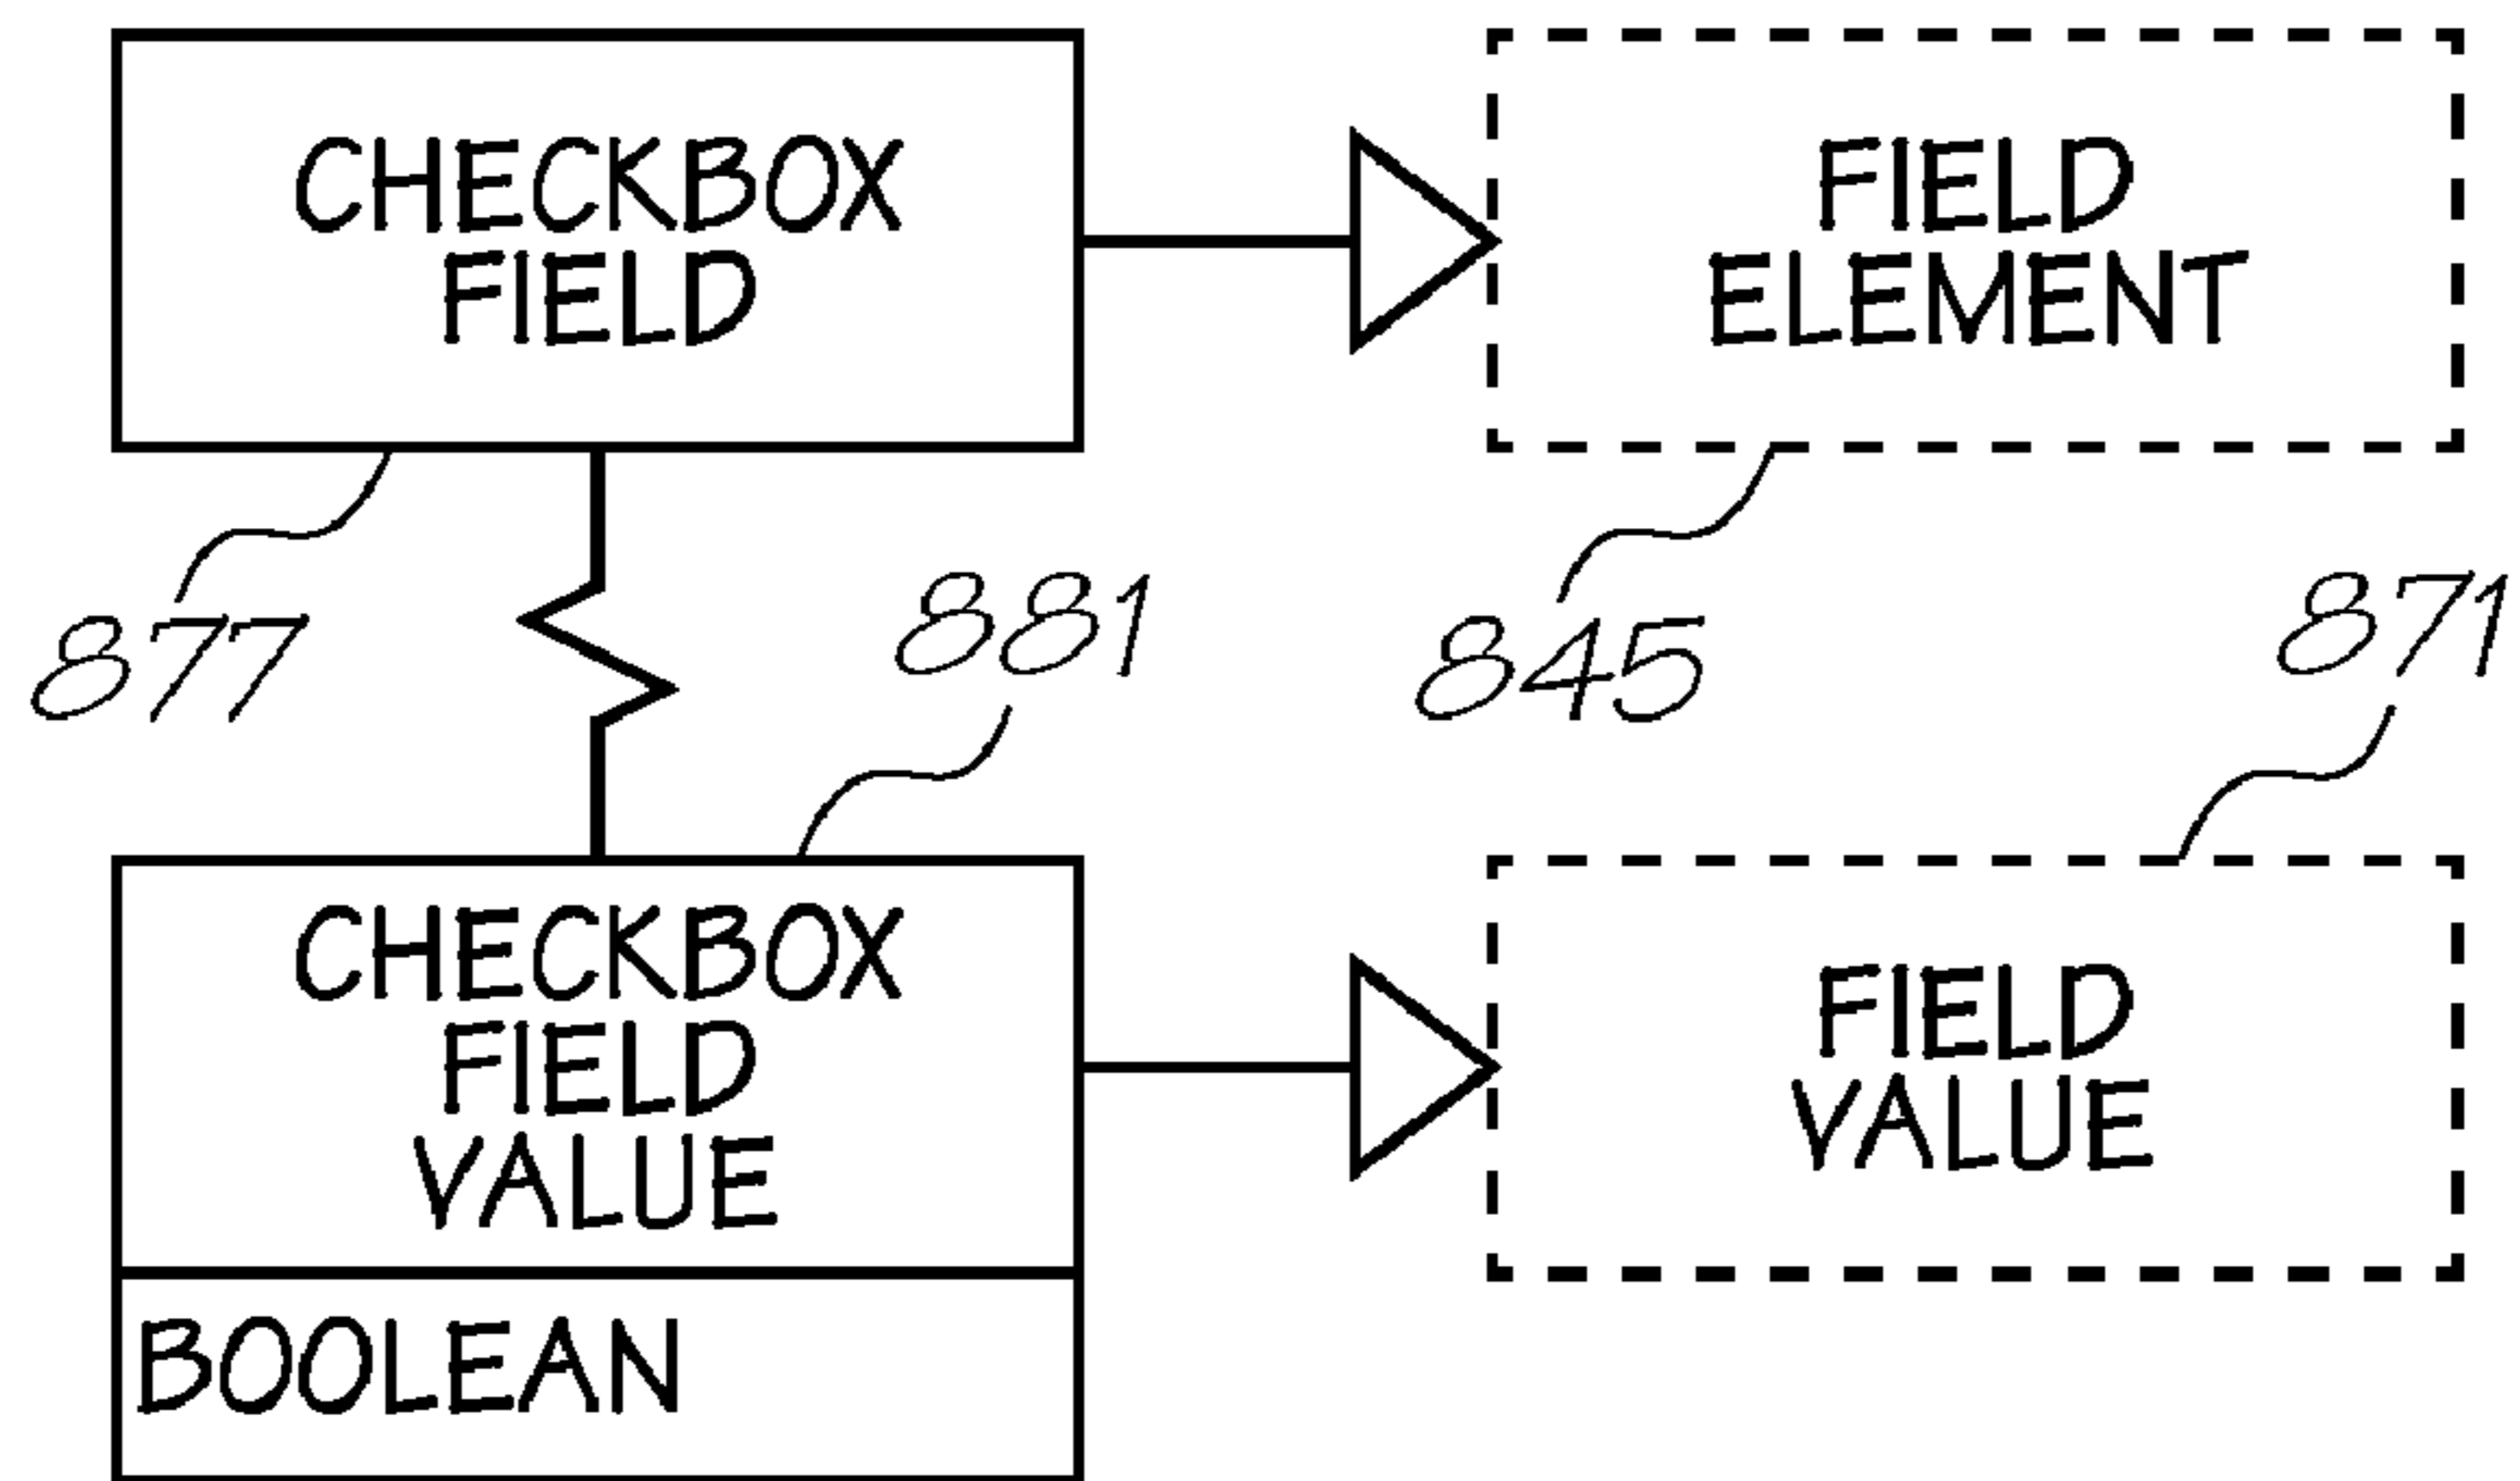 CHECKBOX
FIELD
FIELD
ELEMENT
877
881
845
871
CHECKBOX
FIELD
VALUE
FIELD
VALUE
BOOLEAN